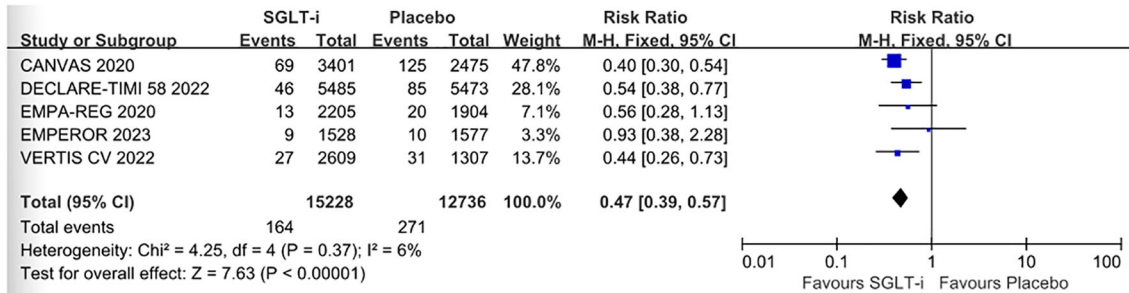 SGLT-i Placebo Risk Ratio Risk Ratio
Study or Subgroup Events Total Events Total Weight M-H, Fixed, 95% CI M-H, Fixed, 95% CI
CANVAS 2020 69 3401 125 2475 47.8% 0.40 [0.30, 0.54]
DECLARE-TIMI 58 2022 46 5485 85 5473 28.1% 0.54 [0.38, 0.77]
EMPA-REG 2020 13 2205 20 1904 7.1% 0.56 [0.28, 1.13]
EMPEROR 2023 9 1528 10 1577 3.3% 0.93 [0.38, 2.28]
VERTIS CV 2022 27 2609 31 1307 13.7% 0.44 [0.26, 0.73]
Total (95% CI) 15228 12736 100.0% 0.47 [0.39, 0.57]
Total events 164 271
Heterogeneity: Chi² = 4.25, df = 4 (P = 0.37); I² = 6%
Test for overall effect: Z = 7.63 (P < 0.00001)
0.01 0.1 1 10 100
Favours SGLT-i Favours Placebo